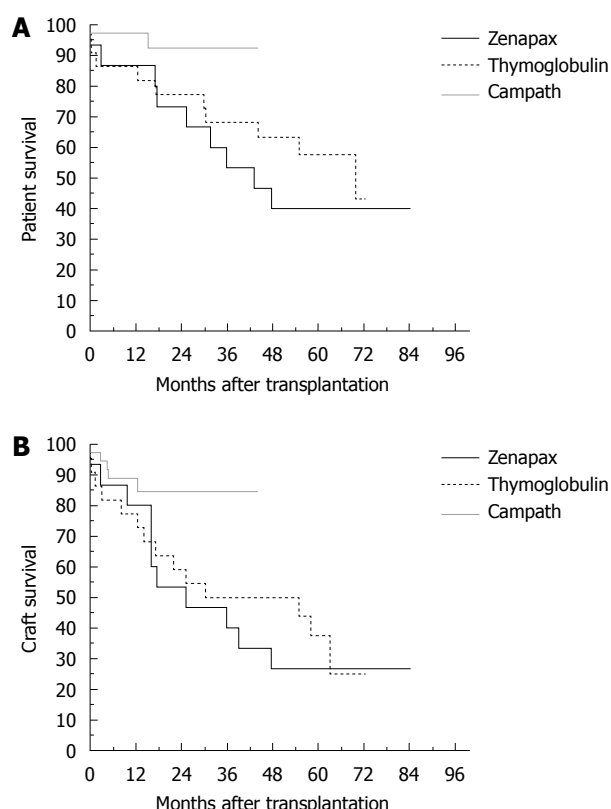 A
100
90
80
70
60
50
40
30
20
10
0
Patient survival
0 12 24 36 48 60 72 84 96
Months after transplantation
Zenapax
Thymoglobulin
Campath
B
100
90
80
70
60
50
40
30
20
10
0
Craft survival
0 12 24 36 48 60 72 84 96
Months after transplantation
Zenapax
Thymoglobulin
Campath